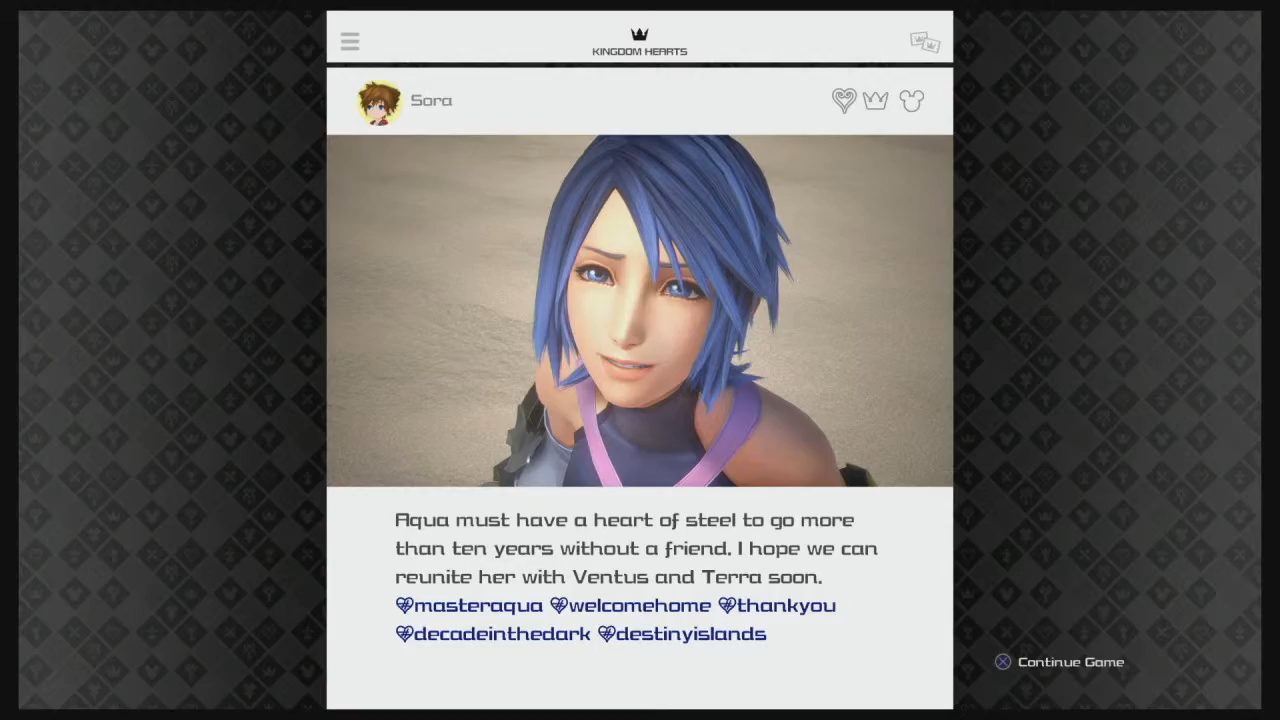 KINGDOM HEARTS
Sora
Aqua must have a heart of steel to go more
than ten years without a friend. I hope we can
reunite her with Ventus and Terra soon.
masteraqua welcomehome thankyou
decadeinthedark destinyislands
Continue Game